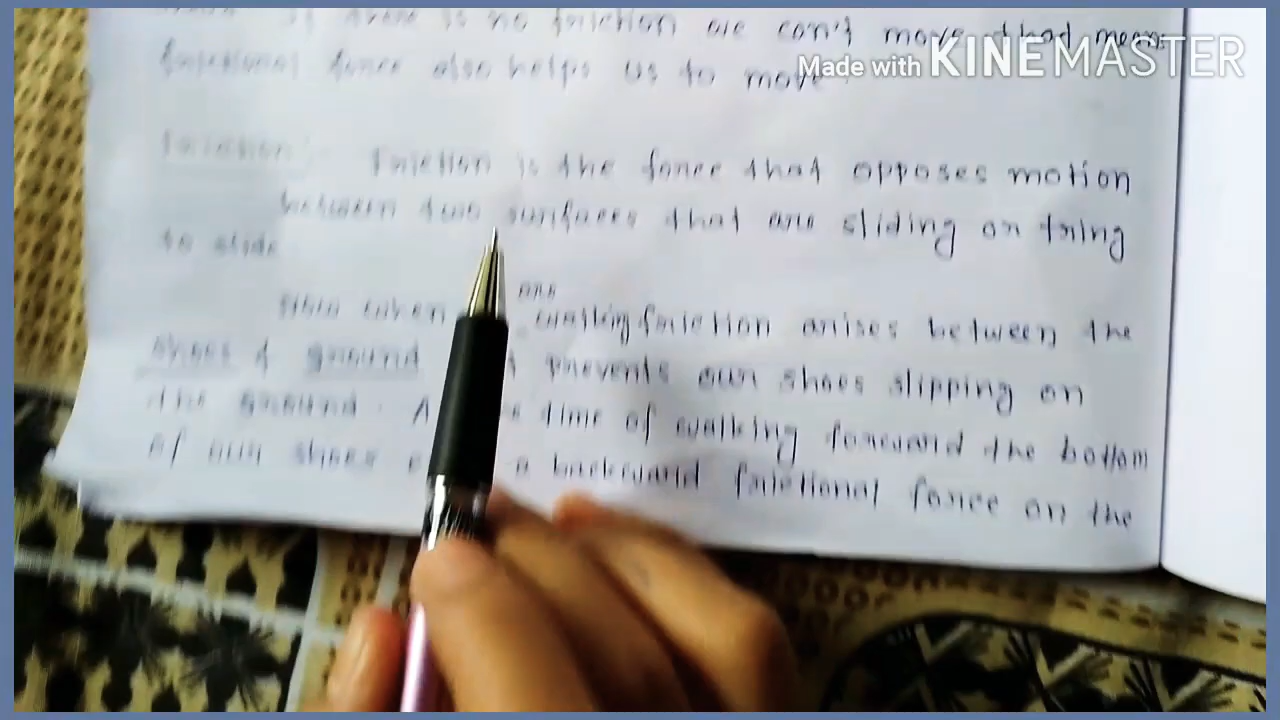 if there is no friction we can't move that means
frictional force also helps us to move
Made with KINEMASTER
Friction :- Friction is the force that opposes motion
between two surfaces that are sliding or tring
to slide
Now when are
walking friction arises between the
shoes & ground prevents our shoes slipping on
the ground. A time of walking forward the bottom
of our shoes a backward frictional force on the